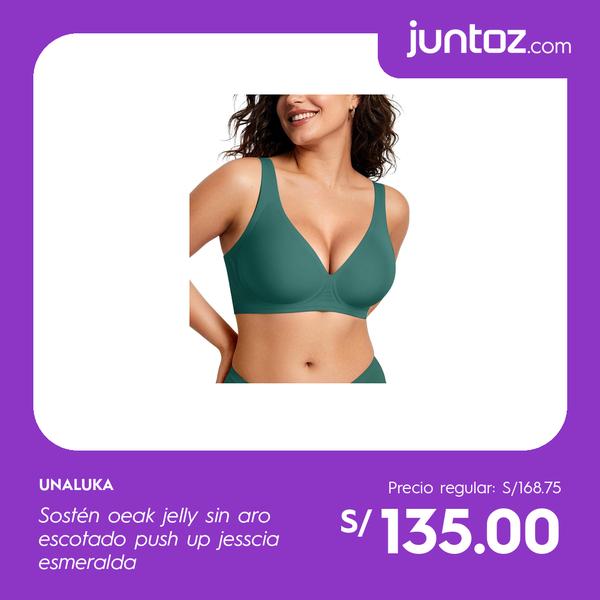 juntoz.com
UNALUKA
Sostén oeak jelly sin aro
escotado push up jesscia
esmeralda
Precio regular: S/168.75
S/135.00